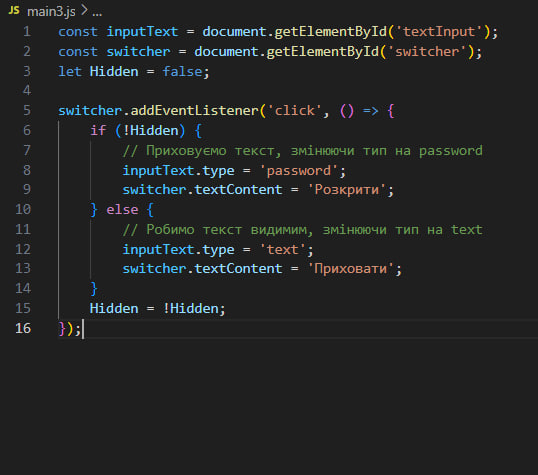 JS main3.js > ...
1 const inputText = document.getElementById('textInput');
2 const switcher = document.getElementById('switcher');
3 let Hidden = false;
4
5 switcher.addEventListener('click', () => {
6     if (!Hidden) {
7         // Приховуємо текст, змінюючи тип на password
8         inputText.type = 'password';
9         switcher.textContent = 'Розкрити';
10     } else {
11         // Робимо текст видимим, змінюючи тип на text
12         inputText.type = 'text';
13         switcher.textContent = 'Приховати';
14     }
15     Hidden = !Hidden;
16 });